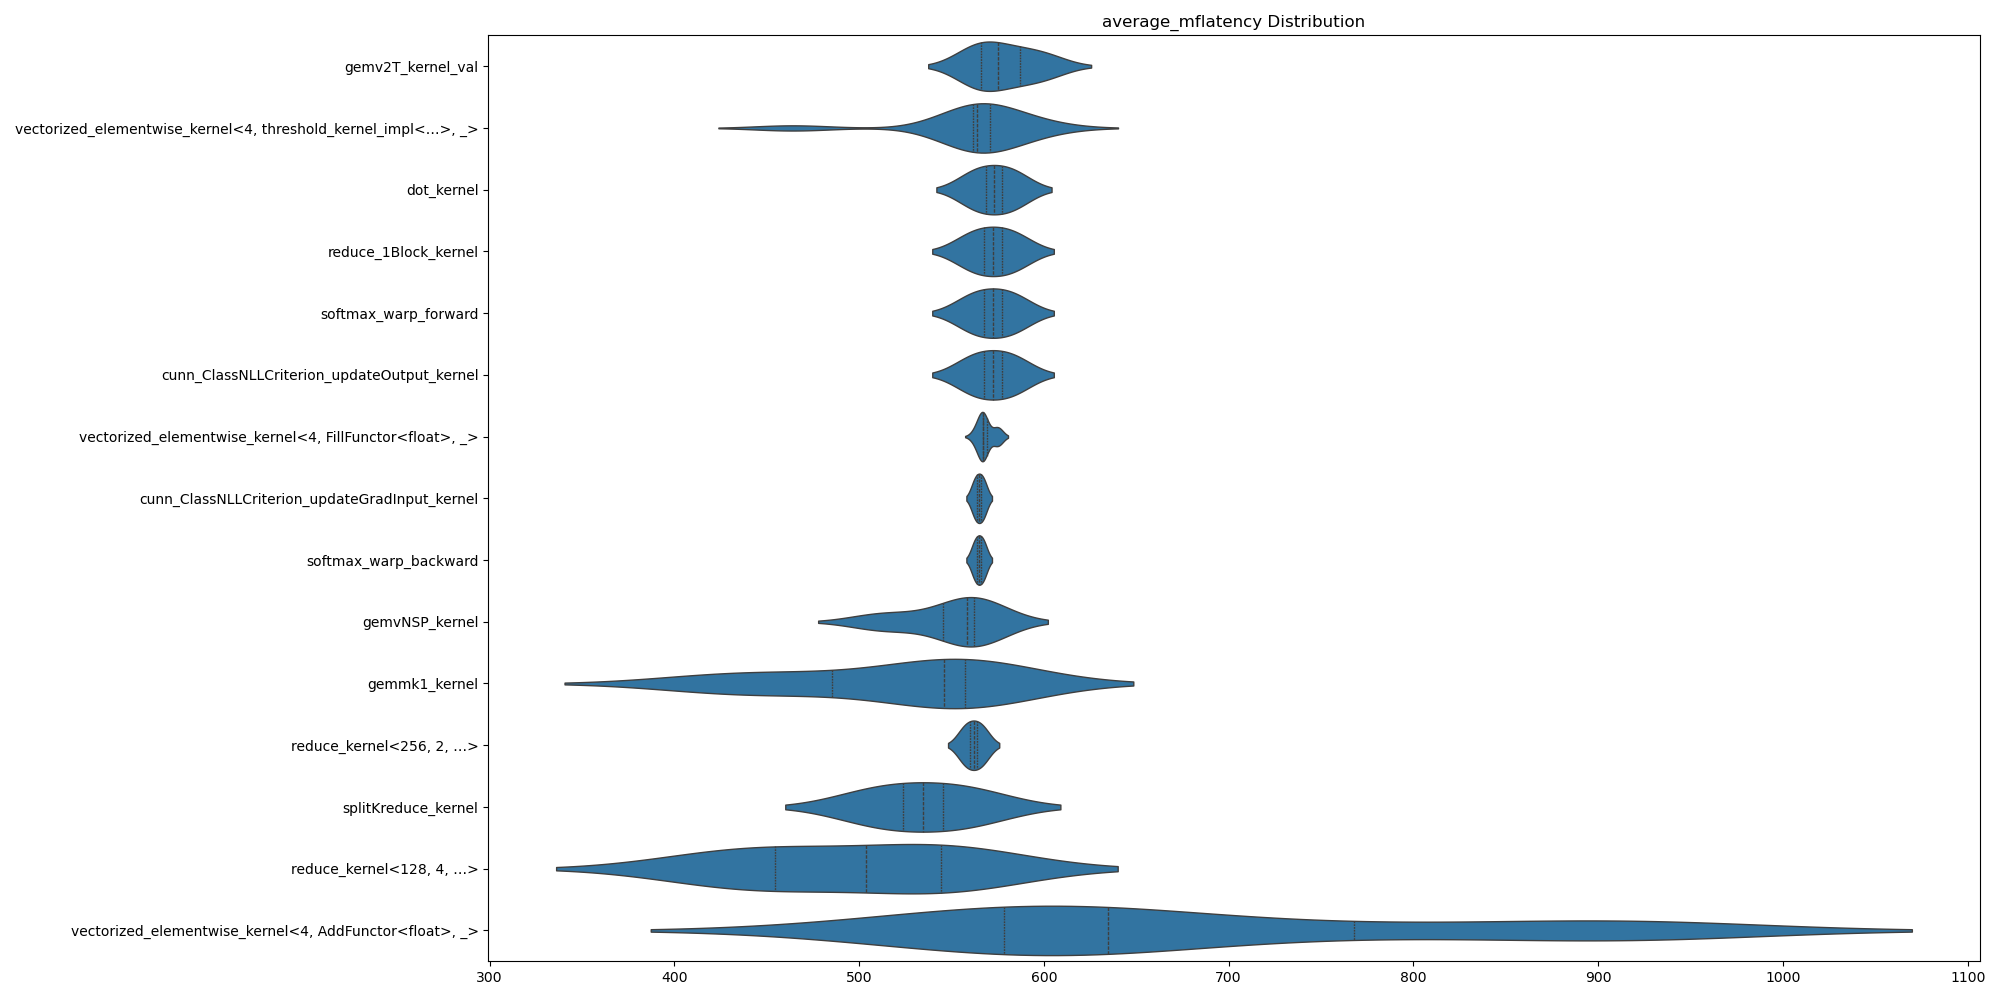 average_mflatency Distribution
gemv2T_kernel_val
vectorized_elementwise_kernel<4, threshold_kernel_impl<...>, _>
dot_kernel
reduce_1Block_kernel
softmax_warp_forward
cunn_ClassNLLCriterion_updateOutput_kernel
vectorized_elementwise_kernel<4, FillFunctor<float>, _>
cunn_ClassNLLCriterion_updateGradInput_kernel
softmax_warp_backward
gemvNSP_kernel
gemmk1_kernel
reduce_kernel<256, 2, ...>
splitKreduce_kernel
reduce_kernel<128, 4, ...>
vectorized_elementwise_kernel<4, AddFunctor<float>, _>
300 400 500 600 700 800 900 1000 1100